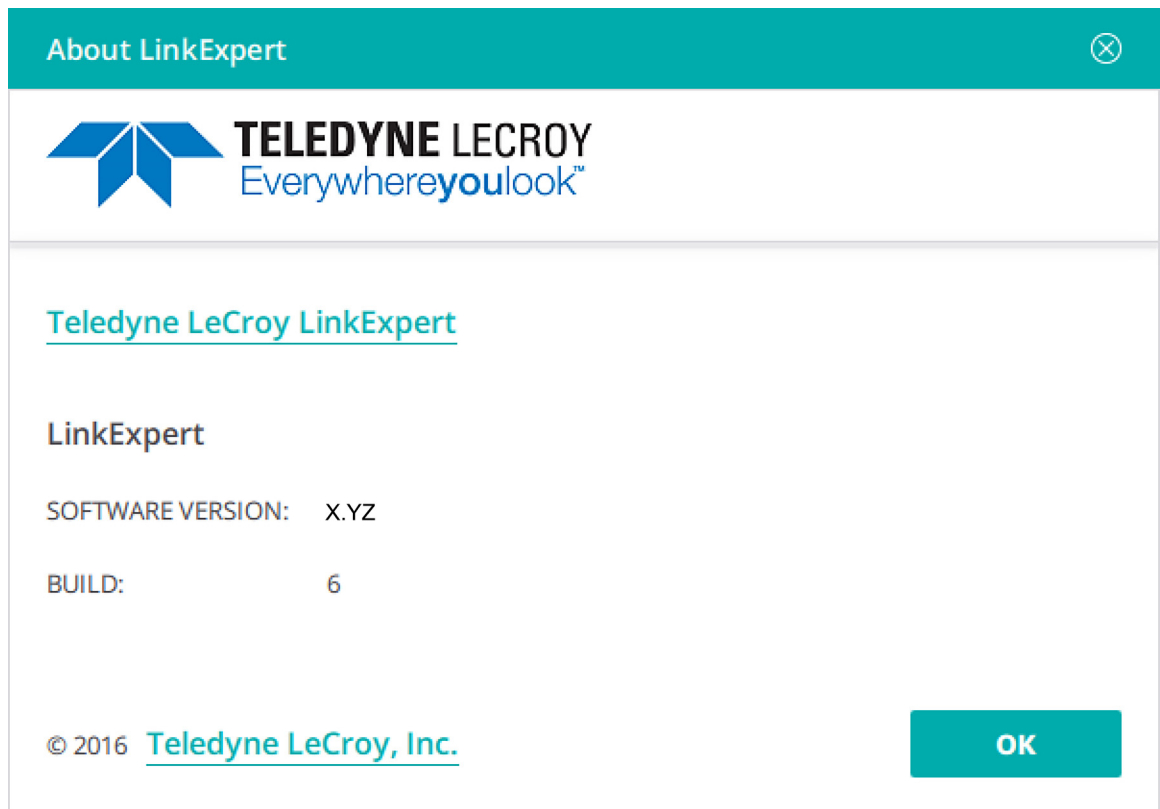 About LinkExpert
TELEDYNE LECROY
Everywhereyoulook™
Teledyne LeCroy LinkExpert
LinkExpert
SOFTWARE VERSION: X.YZ
BUILD: 6
© 2016 Teledyne LeCroy, Inc.
OK